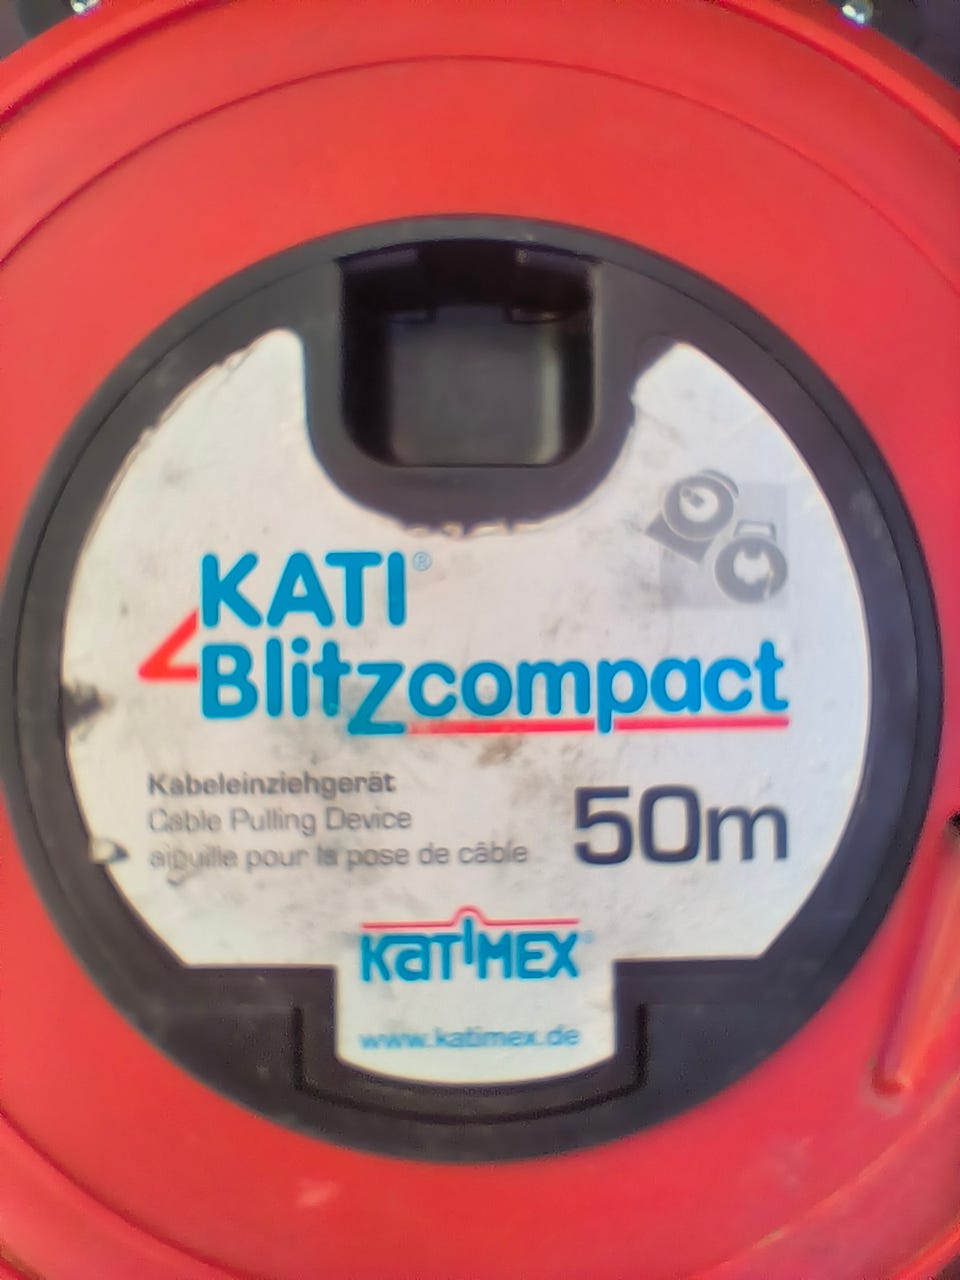 KATI®
Blitzcompact
Kabeleinziehgerät
Cable Pulling Device
aiguille pour la pose de câble
50m
KATIMEX®
www.katimex.de